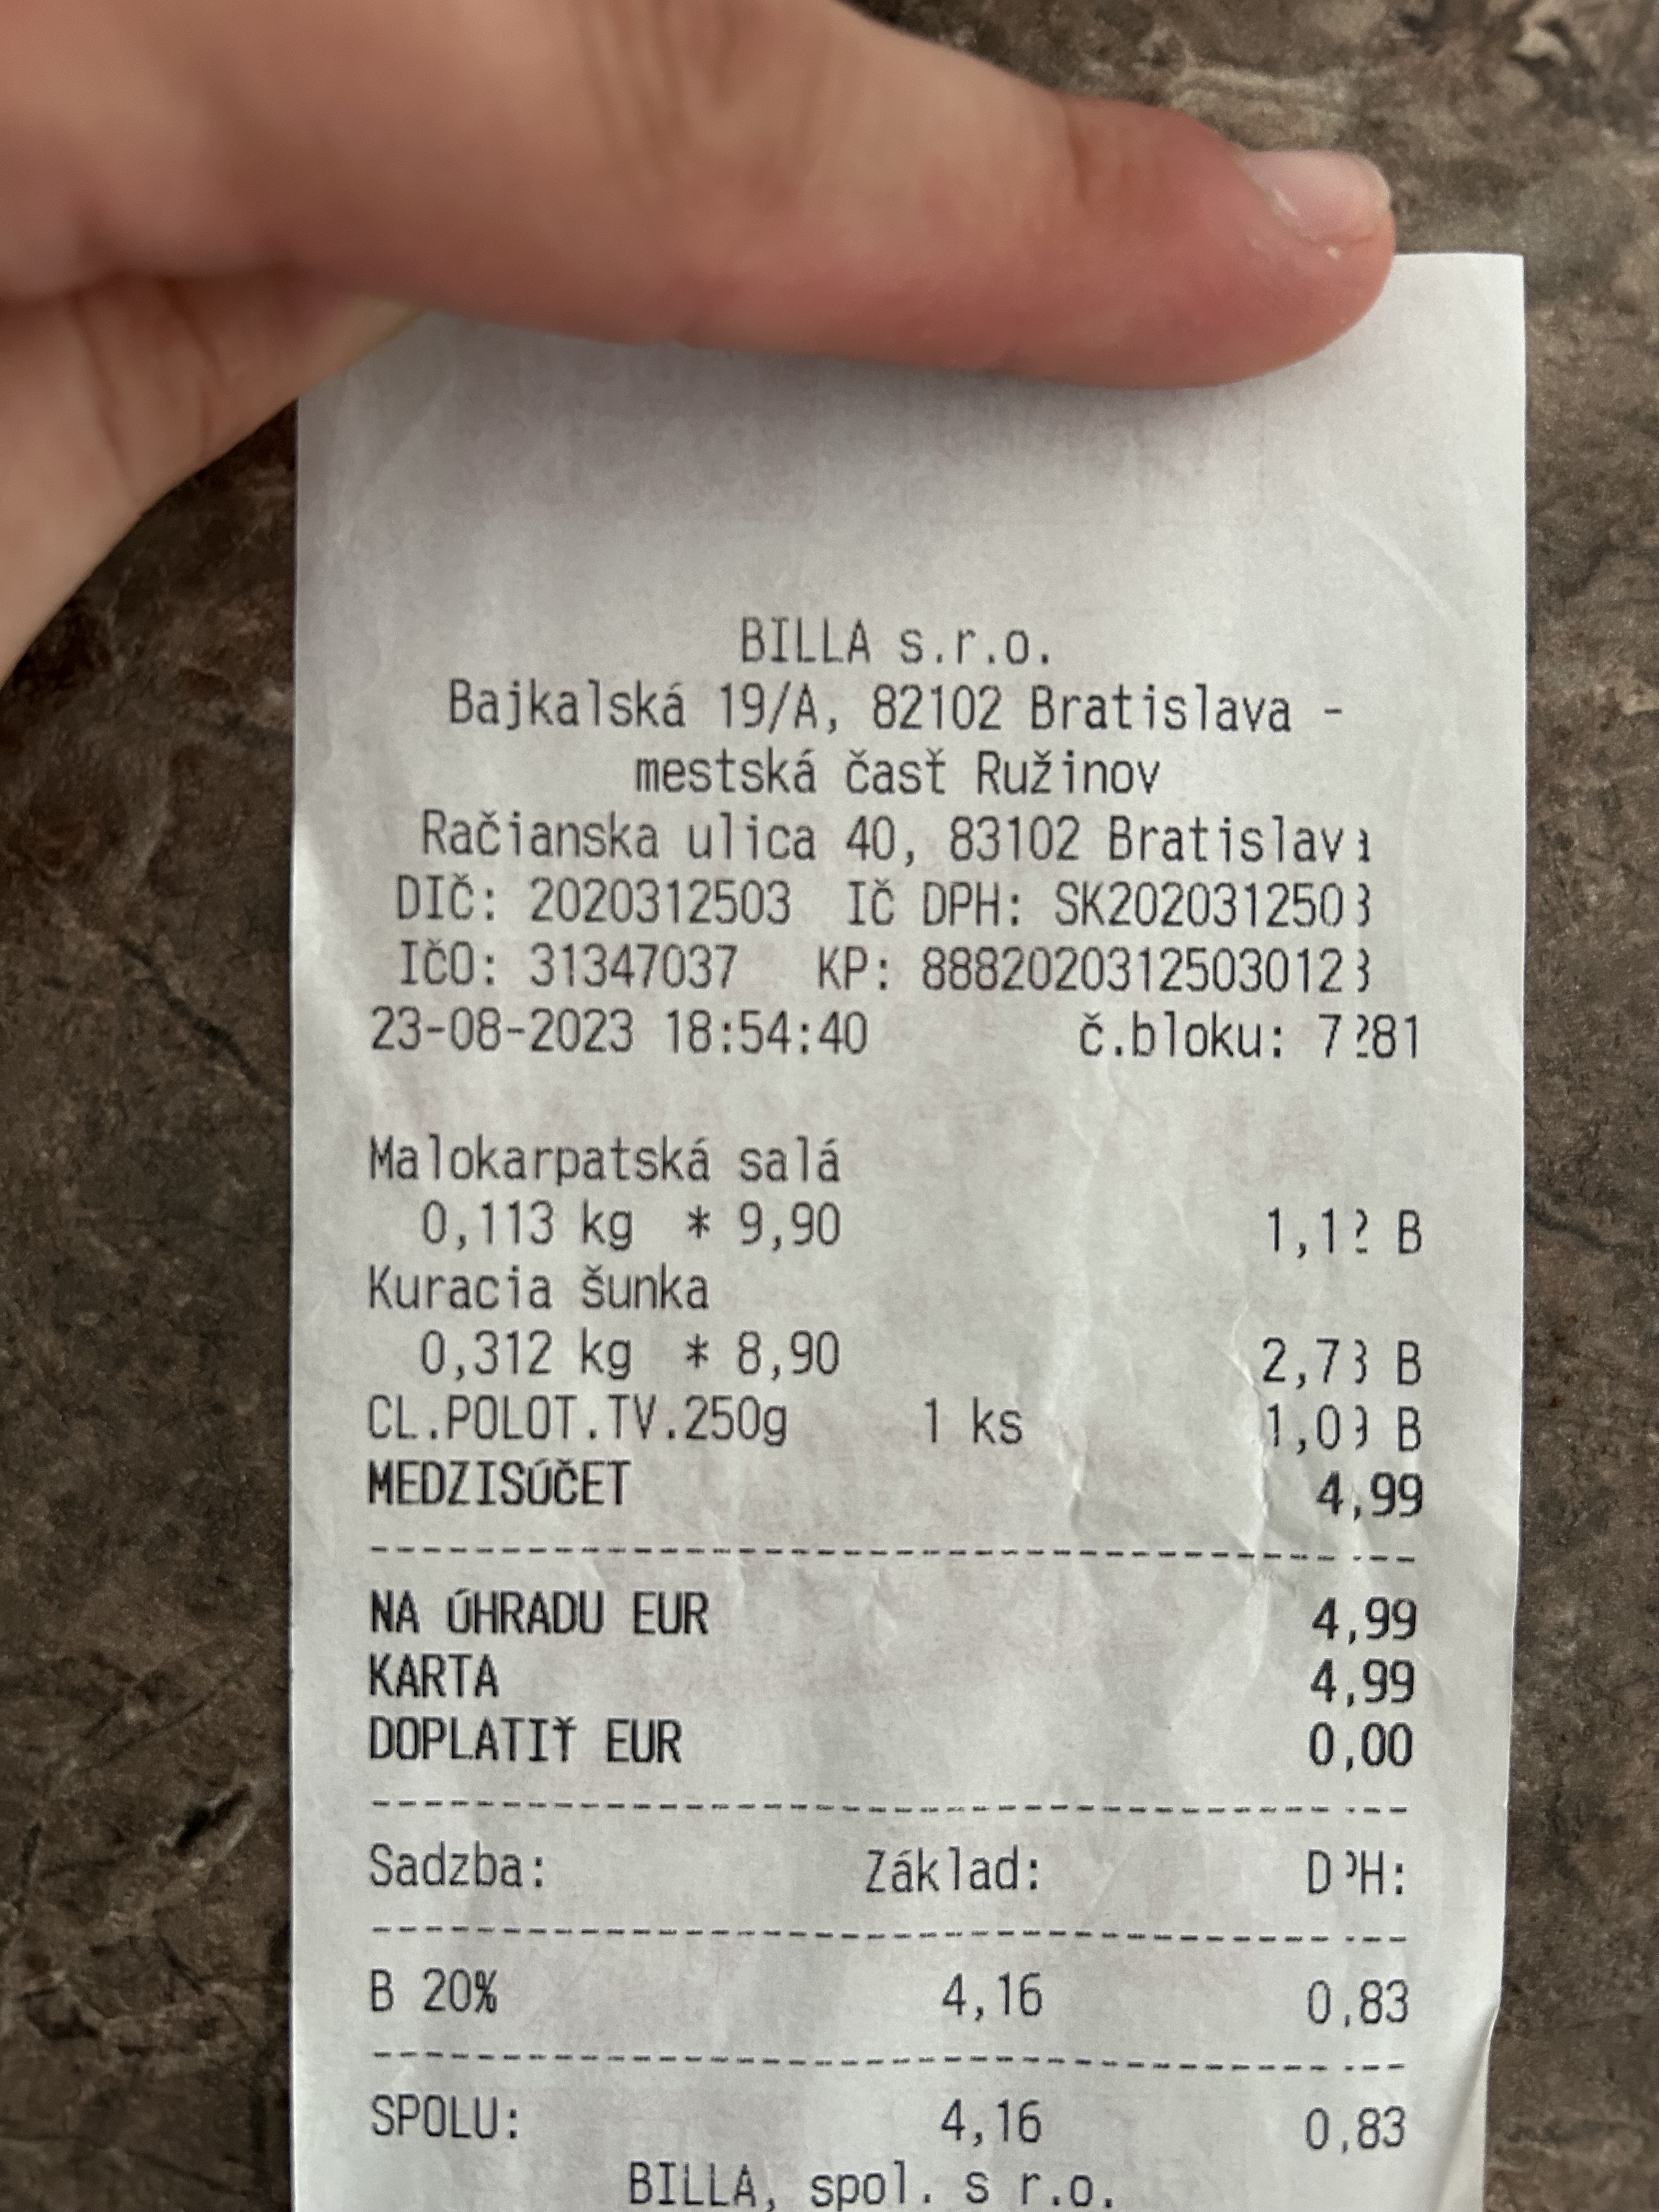 BILLA s.r.o.
Bajkalská 19/A, 82102 Bratislava -
mestská časť Ružinov
Račianska ulica 40, 83102 Bratislava
DIČ: 2020312503 IČ DPH: SK2020312503
IČO: 31347037 KP: 88820203125030123
23-08-2023 18:54:40 č.bloku: 7281
Malokarpatská salá
0,113 kg * 9,90 1,12 B
Kuracia šunka
0,312 kg * 8,90 2,78 B
CL.POLOT.TV.250g 1 ks 1,09 B
MEDZISÚČET 4,99
NA ÚHRADU EUR 4,99
KARTA 4,99
DOPLATIŤ EUR 0,00
Sadzba: Základ: DPH:
B 20% 4,16 0,83
SPOLU: 4,16 0,83
BILLA, spol. s r.o.